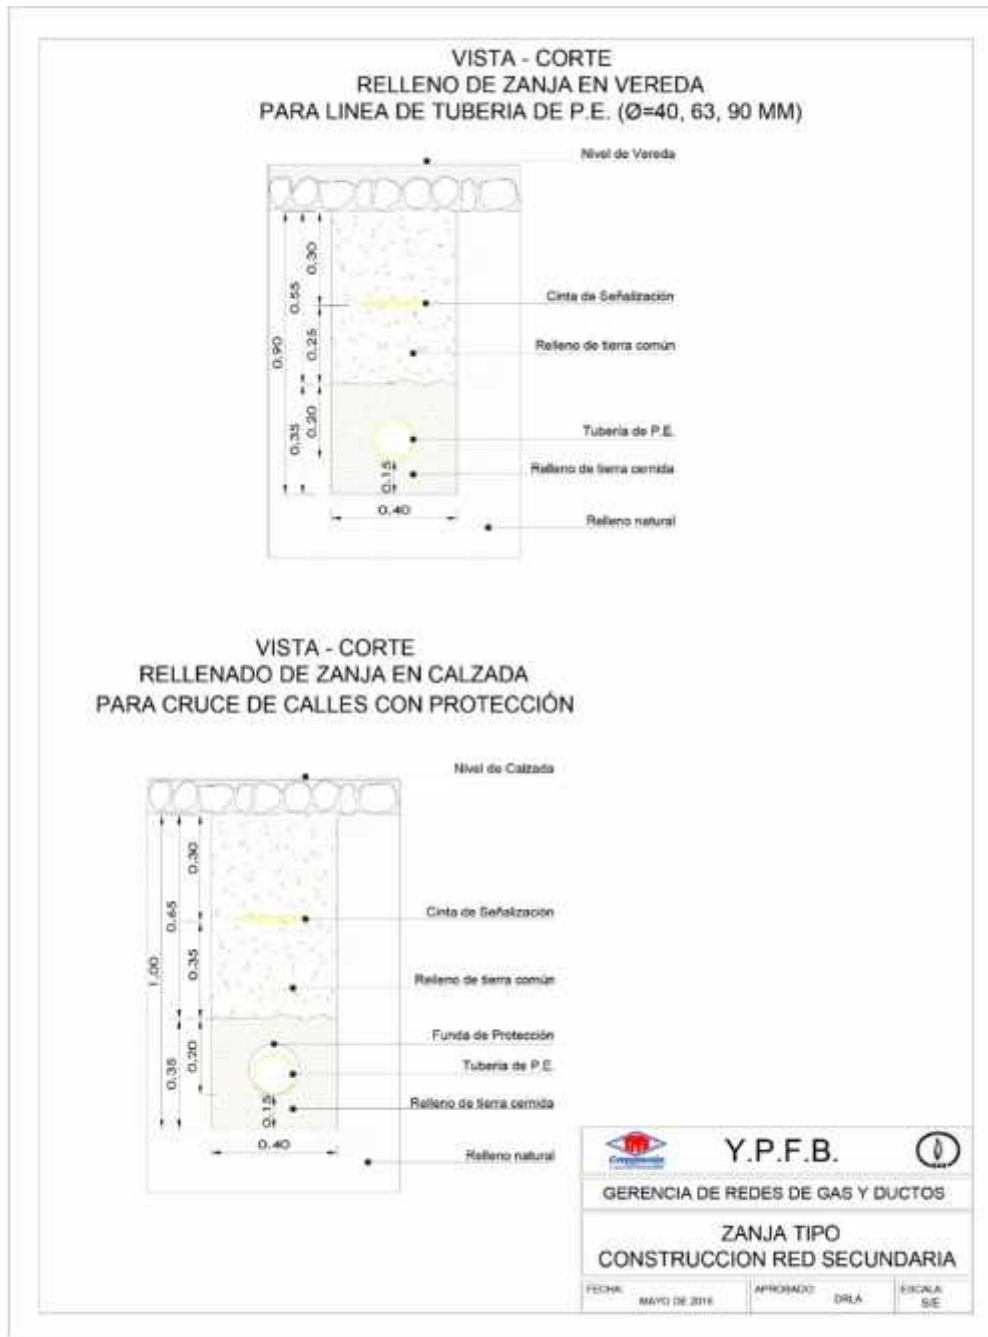 VISTA - CORTE
RELLENO DE ZANJA EN VEREDA
PARA LINEA DE TUBERIA DE P.E. (Ø=40, 63, 90 MM)
Nivel de Vereda
0.30
0.55
Cinta de Señalización
0.25
Relleno de tierra común
0.90
0.20
0.35
Tubería de P.E.
0.15
Relleno de tierra cernida
0.40
Relleno natural
VISTA - CORTE
RELLENADO DE ZANJA EN CALZADA
PARA CRUCE DE CALLES CON PROTECCIÓN
Nivel de Calzada
0.30
0.65
Cinta de Señalización
0.35
1.00
Relleno de tierra común
Funda de Protección
0.20
0.35
Tuberia de P.E.
0.15
Relleno de tierra cernida
0.40
Relleno natural
Y.P.F.B.
GERENCIA DE REDES DE GAS Y DUCTOS
ZANJA TIPO
CONSTRUCCION RED SECUNDARIA
FECHA:
MAYO DE
APROBADO:
DRLA
ESCALA:
S/E